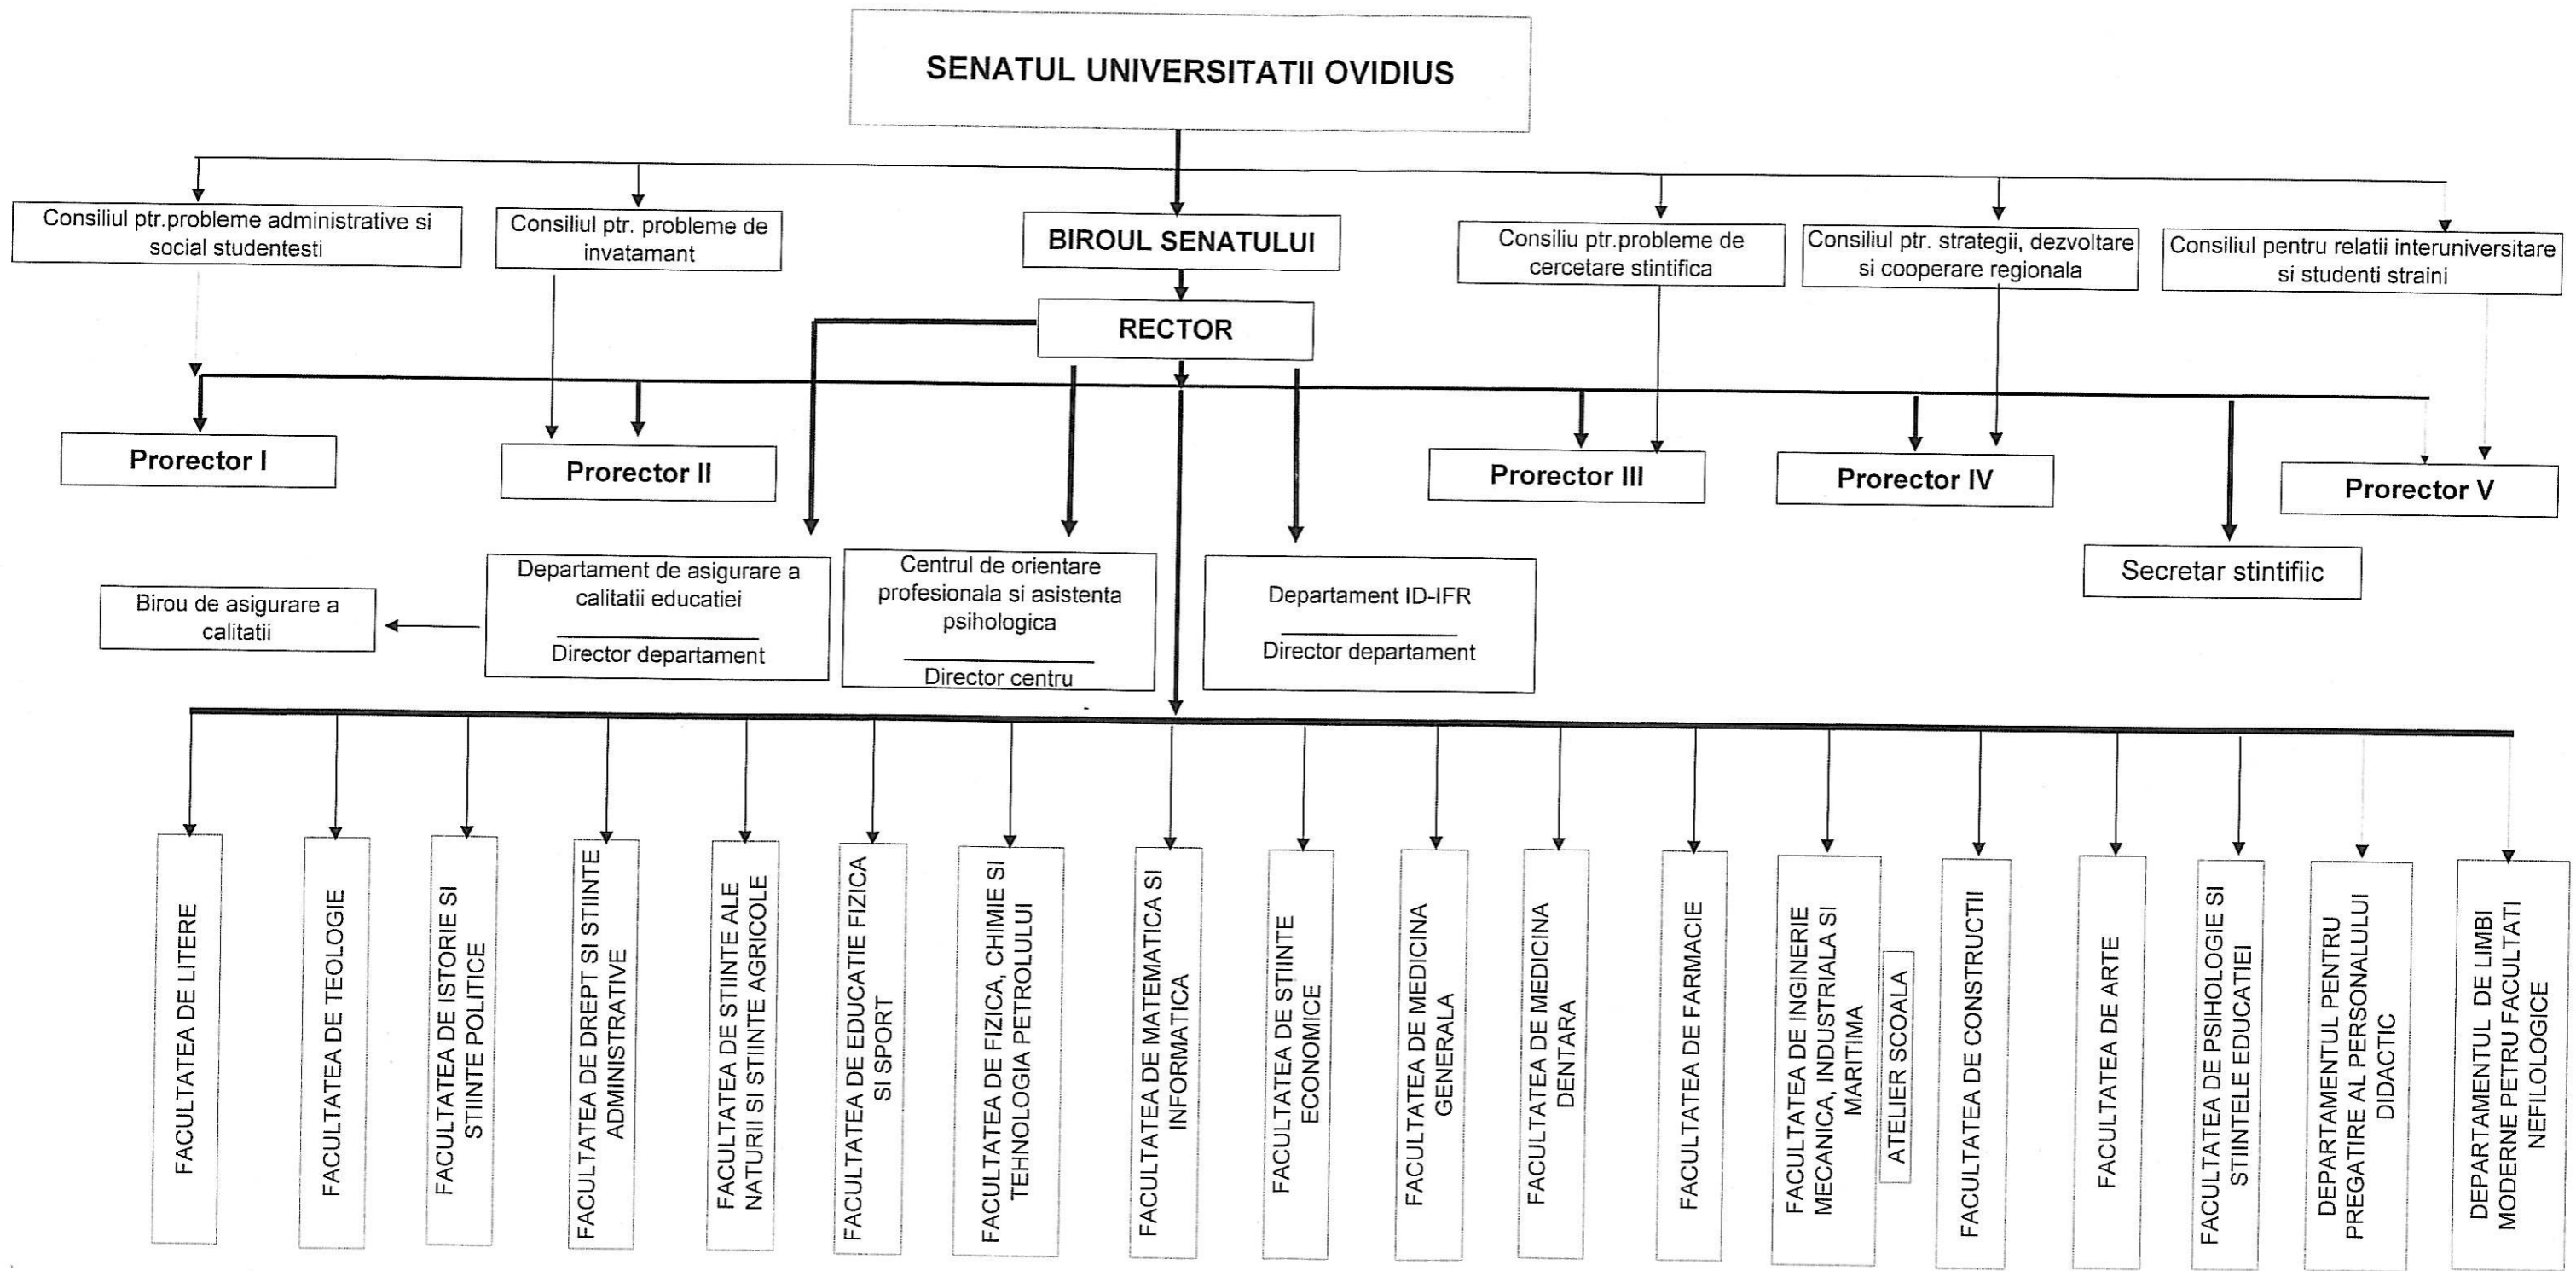 SENATUL UNIVERSITATII OVIDIUS
Consiliul ptr.probleme administrative si
social studentesti
Consiliul ptr. probleme de
invatamant
BIROUL SENATULUI
Consiliu ptr.probleme de
cercetare stintifica
Consiliul ptr. strategii, dezvoltare
si cooperare regionala
Consiliul pentru relatii interuniversitare
si studenti straini
RECTOR
Prorector I
Prorector II
Prorector III
Prorector IV
Prorector V
Secretar stintifiic
Birou de asigurare a
calitatii
Departament de asigurare a
calitatii educatiei
Director departament
Centrul de orientare
profesionala si asistenta
psihologica
Director centru
Departament ID-IFR
Director departament
FACULTATEA DE LITERE
FACULTATEA DE TEOLOGIE
FACULTATEA DE ISTORIE SI
STIINTE POLITICE
FACULTATEA DE DREPT SI STIINTE
ADMINISTRATIVE
FACULTATEA DE STIINTE ALE
NATURII SI STIINTE AGRICOLE
FACULTATEA DE EDUCATIE FIZICA
SI SPORT
FACULTATEA DE FIZICA, CHIMIE SI
TEHNOLOGIA PETROLULUI
FACULTATEA DE MATEMATICA SI
INFORMATICA
FACULTATEA DE STIINTE
ECONOMICE
FACULTATEA DE MEDICINA
GENERALA
FACULTATEA DE MEDICINA
DENTARA
FACULTATEA DE FARMACIE
FACULTATEA DE INGINERIE
MECANICA, INDUSTRIALA SI
MARITIMA
ATELIER SCOALA
FACULTATEA DE CONSTRUCTII
FACULTATEA DE ARTE
FACULTATEA DE PSIHOLOGIE SI
STIINTELE EDUCATIEI
DEPARTAMENTUL PENTRU
PREGATIRE AL PERSONALULUI
DIDACTIC
DEPARTAMENTUL DE LIMBI
MODERNE PETRU FACULTATI
NEFILOLOGICE